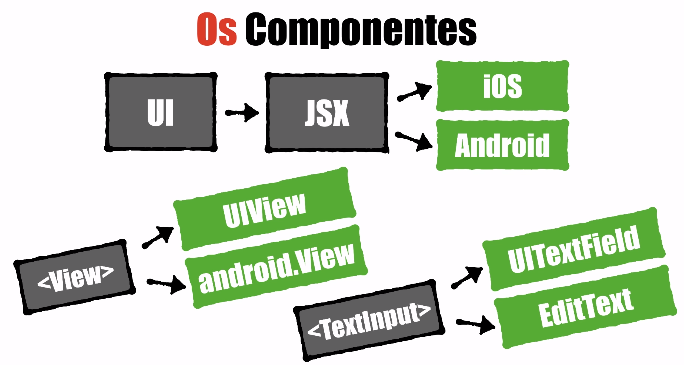 Os Componentes
UI
JSX
iOS
Android
<View>
UIView
android.View
<TextInput>
UITextField
EditText